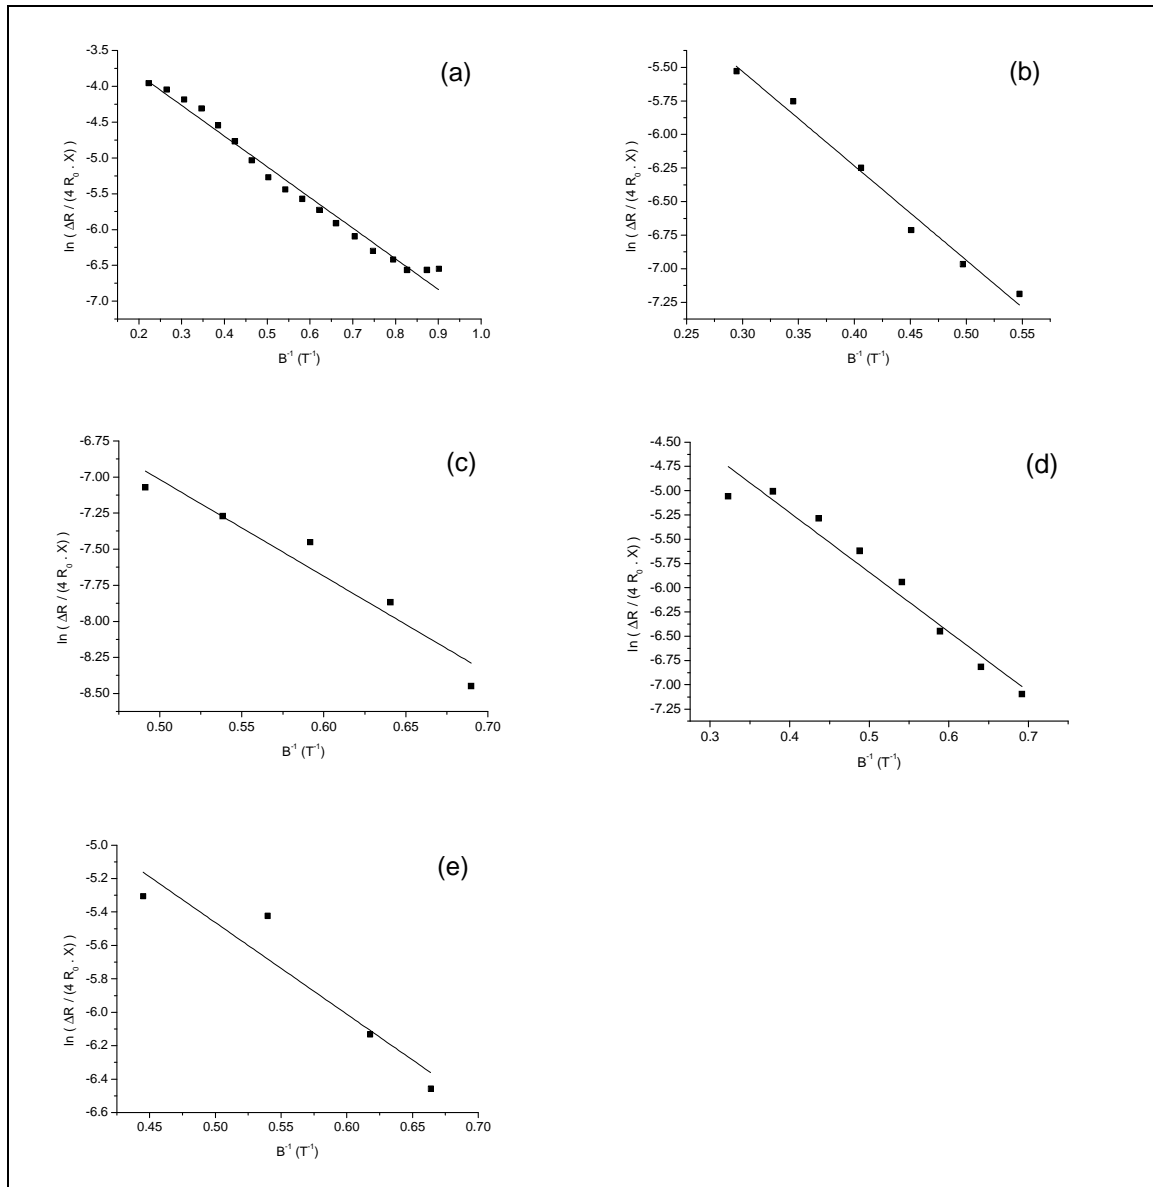 (a)
-3.5
-4.0
-4.5
-5.0
-5.5
-6.0
-6.5
-7.0
ln ( ΔR / (4 R₀ . X) )
0.2 0.3 0.4 0.5 0.6 0.7 0.8 0.9 1.0
B⁻¹ (T⁻¹)
(b)
-5.50
-5.75
-6.00
-6.25
-6.50
-6.75
-7.00
-7.25
ln ( ΔR / (4 R₀ . X) )
0.25 0.30 0.35 0.40 0.45 0.50 0.55
B⁻¹ (T⁻¹)
(c)
-6.75
-7.00
-7.25
-7.50
-7.75
-8.00
-8.25
-8.50
ln ( ΔR / (4 R₀ . X) )
0.50 0.55 0.60 0.65 0.70
B⁻¹ (T⁻¹)
(d)
-4.50
-4.75
-5.00
-5.25
-5.50
-5.75
-6.00
-6.25
-6.50
-6.75
-7.00
-7.25
ln ( ΔR / (4 R₀ . X) )
0.3 0.4 0.5 0.6 0.7
B⁻¹ (T⁻¹)
(e)
-5.0
-5.2
-5.4
-5.6
-5.8
-6.0
-6.2
-6.4
-6.6
ln ( ΔR / (4 R₀ . X) )
0.45 0.50 0.55 0.60 0.65 0.70
B⁻¹ (T⁻¹)